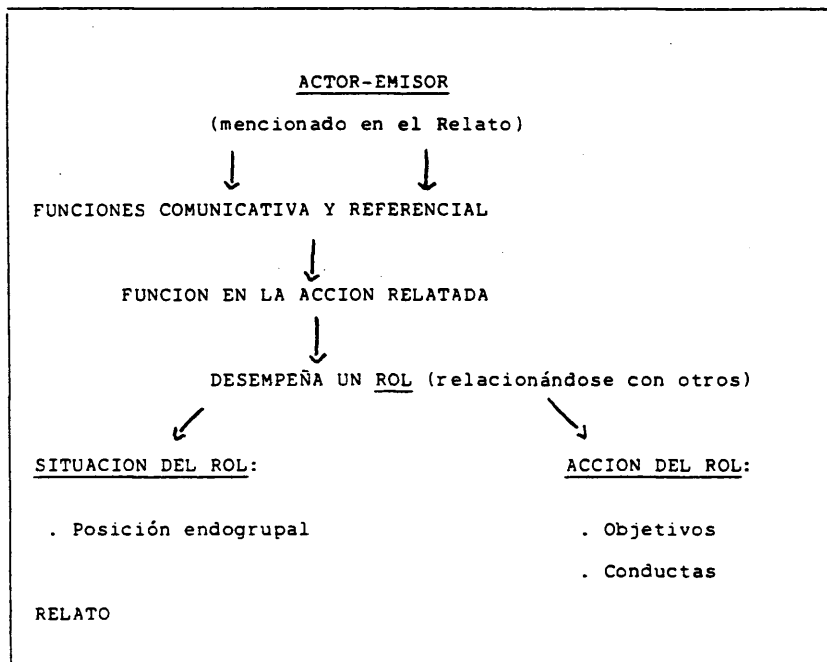 ACTOR-EMISOR
(mencionado en el Relato)
FUNCIONES COMUNICATIVA Y REFERENCIAL
FUNCION EN LA ACCION RELATADA
DESEMPEÑA UN ROL (relacionándose con otros)
SITUACION DEL ROL: ACCION DEL ROL:
. Posición endogrupal . Objetivos
. Conductas
RELATO